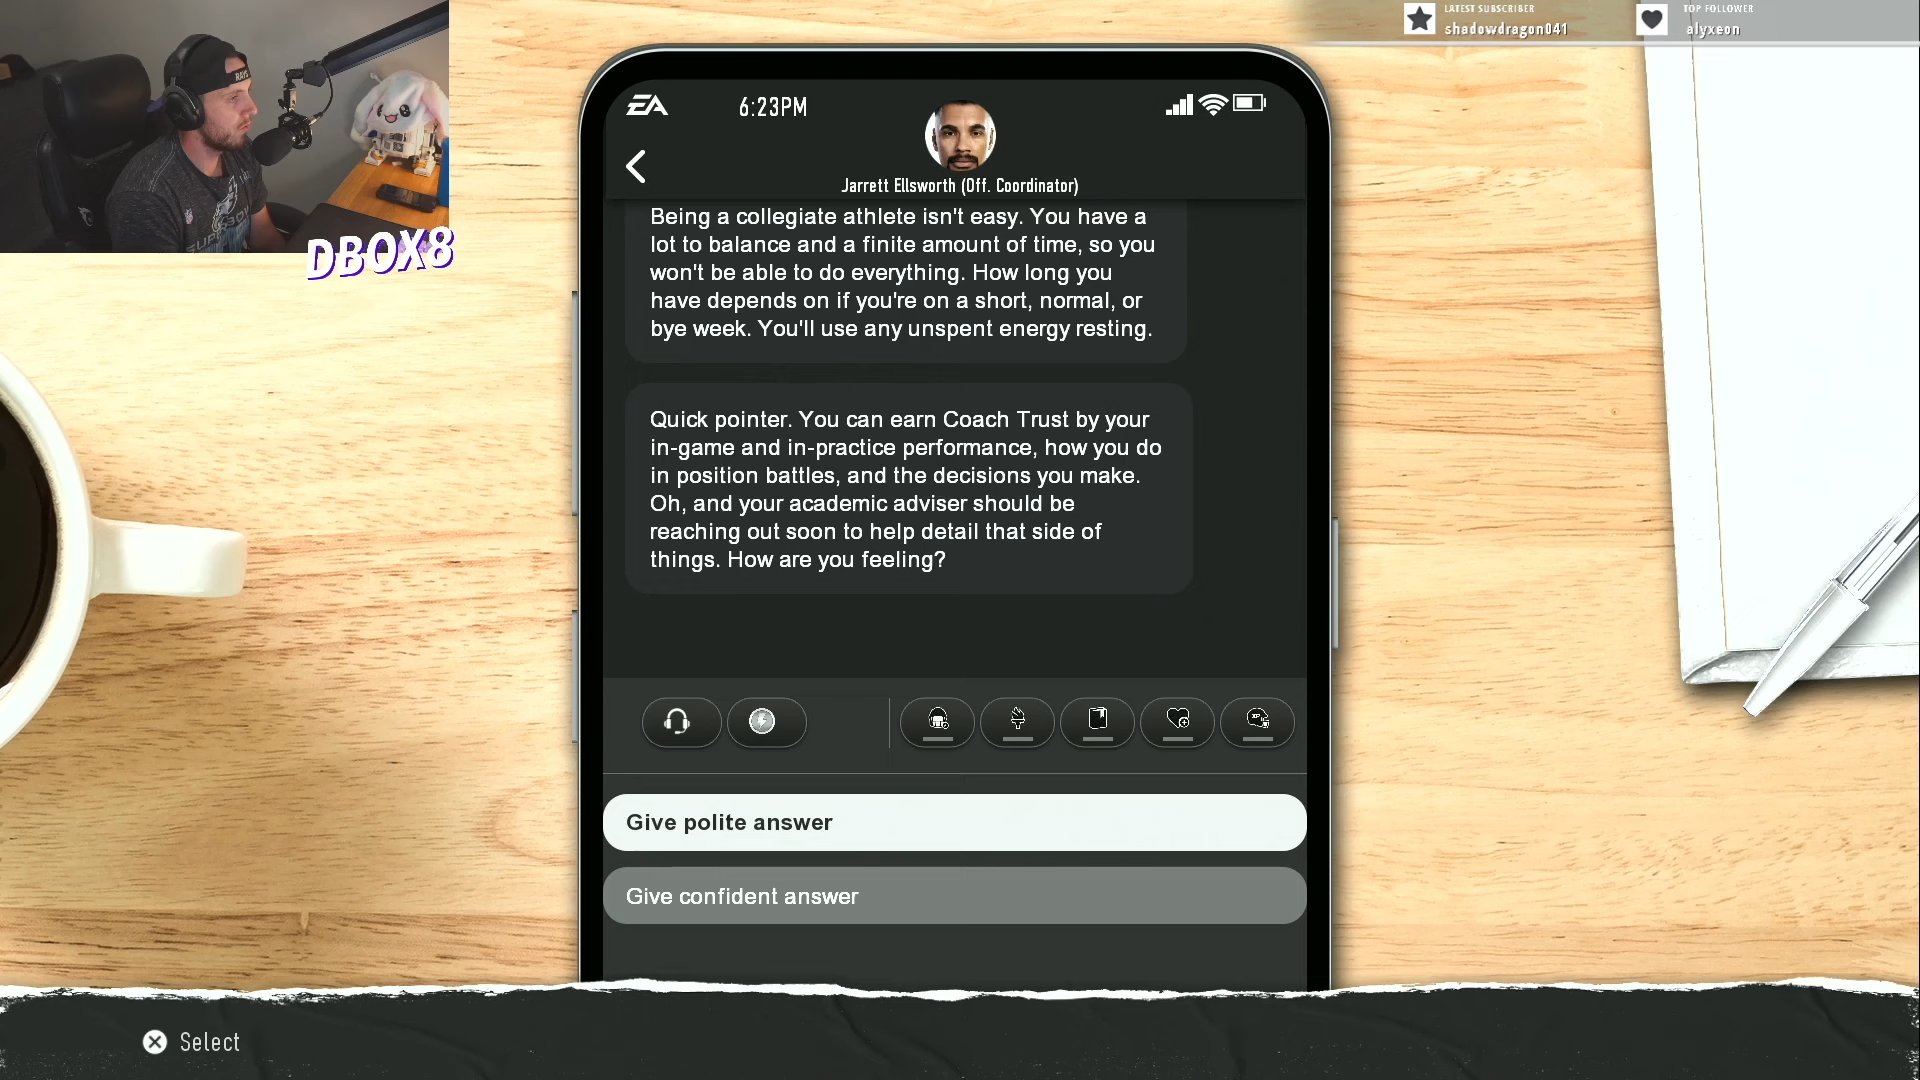 LATEST SUBSCRIBER
shadowdragon041
TOP FOLLOWER
alyxeon
RAYS
DBOX8
EA
6:23PM
Jarrett Ellsworth (Off. Coordinator)
Being a collegiate athlete isn't easy. You have a
lot to balance and a finite amount of time, so you
won't be able to do everything. How long you
have depends on if you're on a short, normal, or
bye week. You'll use any unspent energy resting.
Quick pointer. You can earn Coach Trust by your
in-game and in-practice performance, how you do
in position battles, and the decisions you make.
Oh, and your academic adviser should be
reaching out soon to help detail that side of
things. How are you feeling?
XP
Give polite answer
Give confident answer
Select